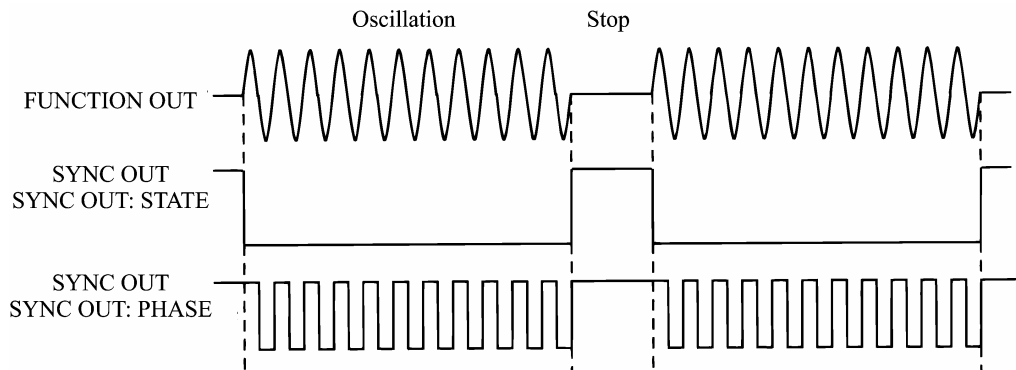 Oscillation
Stop
FUNCTION OUT
SYNC OUT
SYNC OUT: STATE
SYNC OUT
SYNC OUT: PHASE